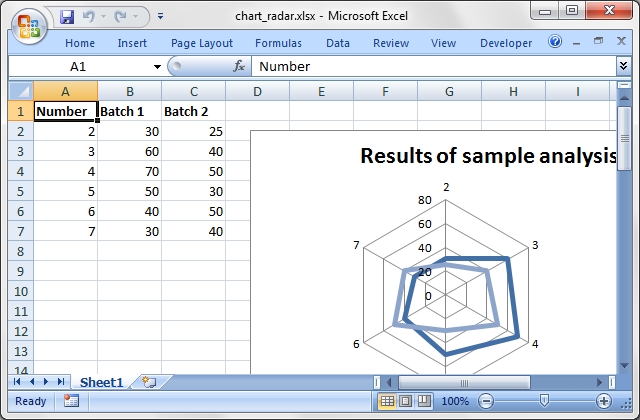 chart_radar.xlsx - Microsoft Excel
Home Insert Page Layout Formulas Data Review View Developer
A1 fx Number
A B C D E F G H I
1 Number Batch 1 Batch 2
2 2 30 25
3 3 60 40
4 4 70 50
5 5 50 30
6 6 40 50
7 7 30 40
8
9
10
11
12
13
14
Results of sample analysis
2
80
60
40
20
0
7
3
6
4
Sheet1
Ready 100%